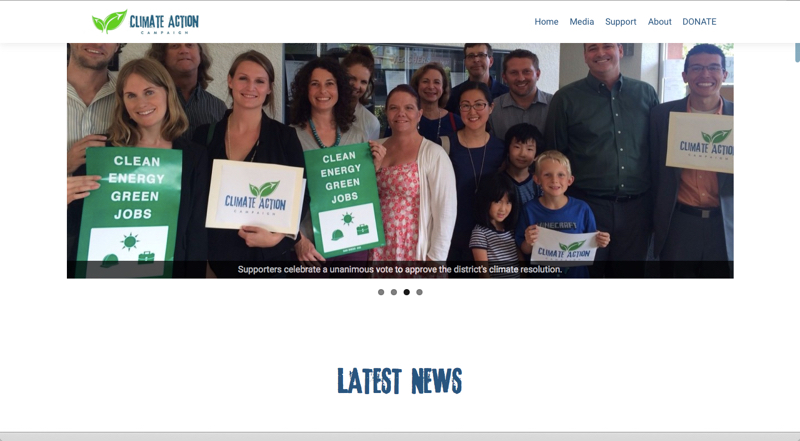 CLIMATE ACTION
CAMPAIGN
Home Media Support About DONATE
CLEAN
ENERGY
GREEN
JOBS
CLIMATE ACTION
CAMPAIGN
CLEAN
ENERGY
GREEN
JOBS
MINECRAFT
CLIMATE ACTION
CLIMATE ACTION
CAMPAIGN
Supporters celebrate a unanimous vote to approve the district's climate resolution.
LATEST NEWS